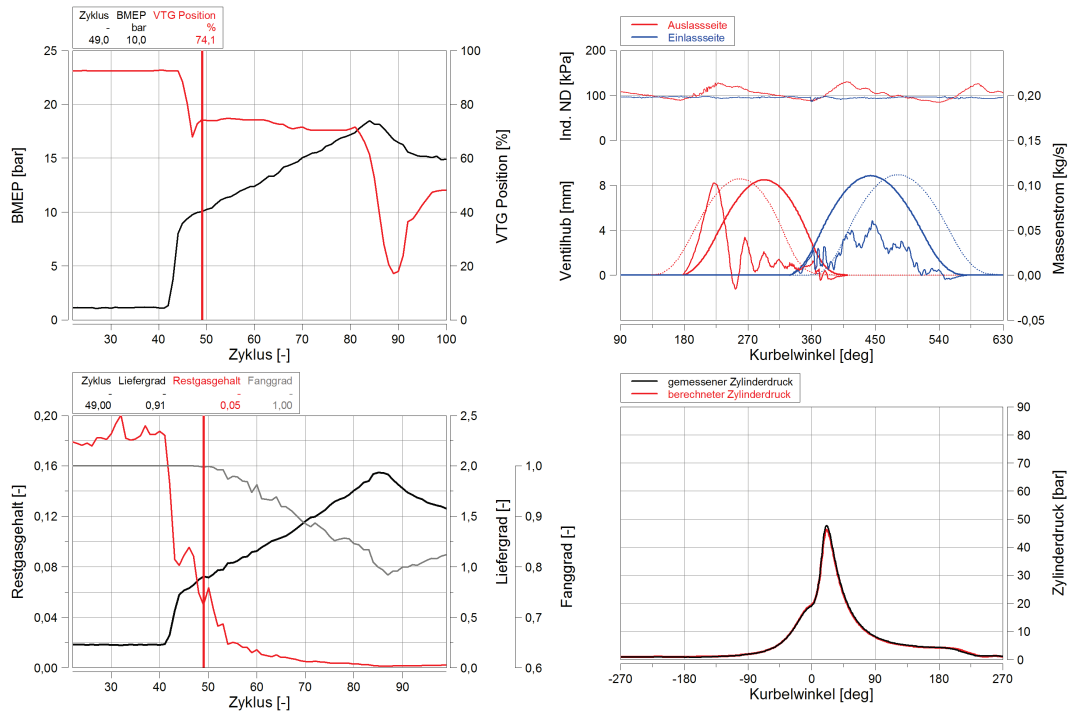 Zyklus BMEP VTG Position
- bar %
49,0 10,0 74,1
25
20
15
10
5
0
BMEP [bar]
100
80
60
40
20
0
VTG Position [%]
30 40 50 60 70 80 90 100
Zyklus [-]
Auslassseite
Einlassseite
200
100
0
Ind. ND [kPa]
8
4
0
Ventilhub [mm]
0,20
0,15
0,10
0,05
0,00
-0,05
Massenstrom [kg/s]
90 180 270 360 450 540 630
Kurbelwinkel [deg]
Zyklus Liefergrad Restgasgehalt Fanggrad
- - - -
49,00 0,91 0,05 1,00
0,20
0,16
0,12
0,08
0,04
0,00
Restgasgehalt [-]
2,5
2,0
1,5
1,0
0,5
0,0
Liefergrad [-]
1,0
0,9
0,8
0,7
0,6
Fanggrad [-]
30 40 50 60 70 80 90
Zyklus [-]
gemessener Zylinderdruck
berechneter Zylinderdruck
90
80
70
60
50
40
30
20
10
0
Zylinderdruck [bar]
-270 -180 -90 0 90 180 270
Kurbelwinkel [deg]